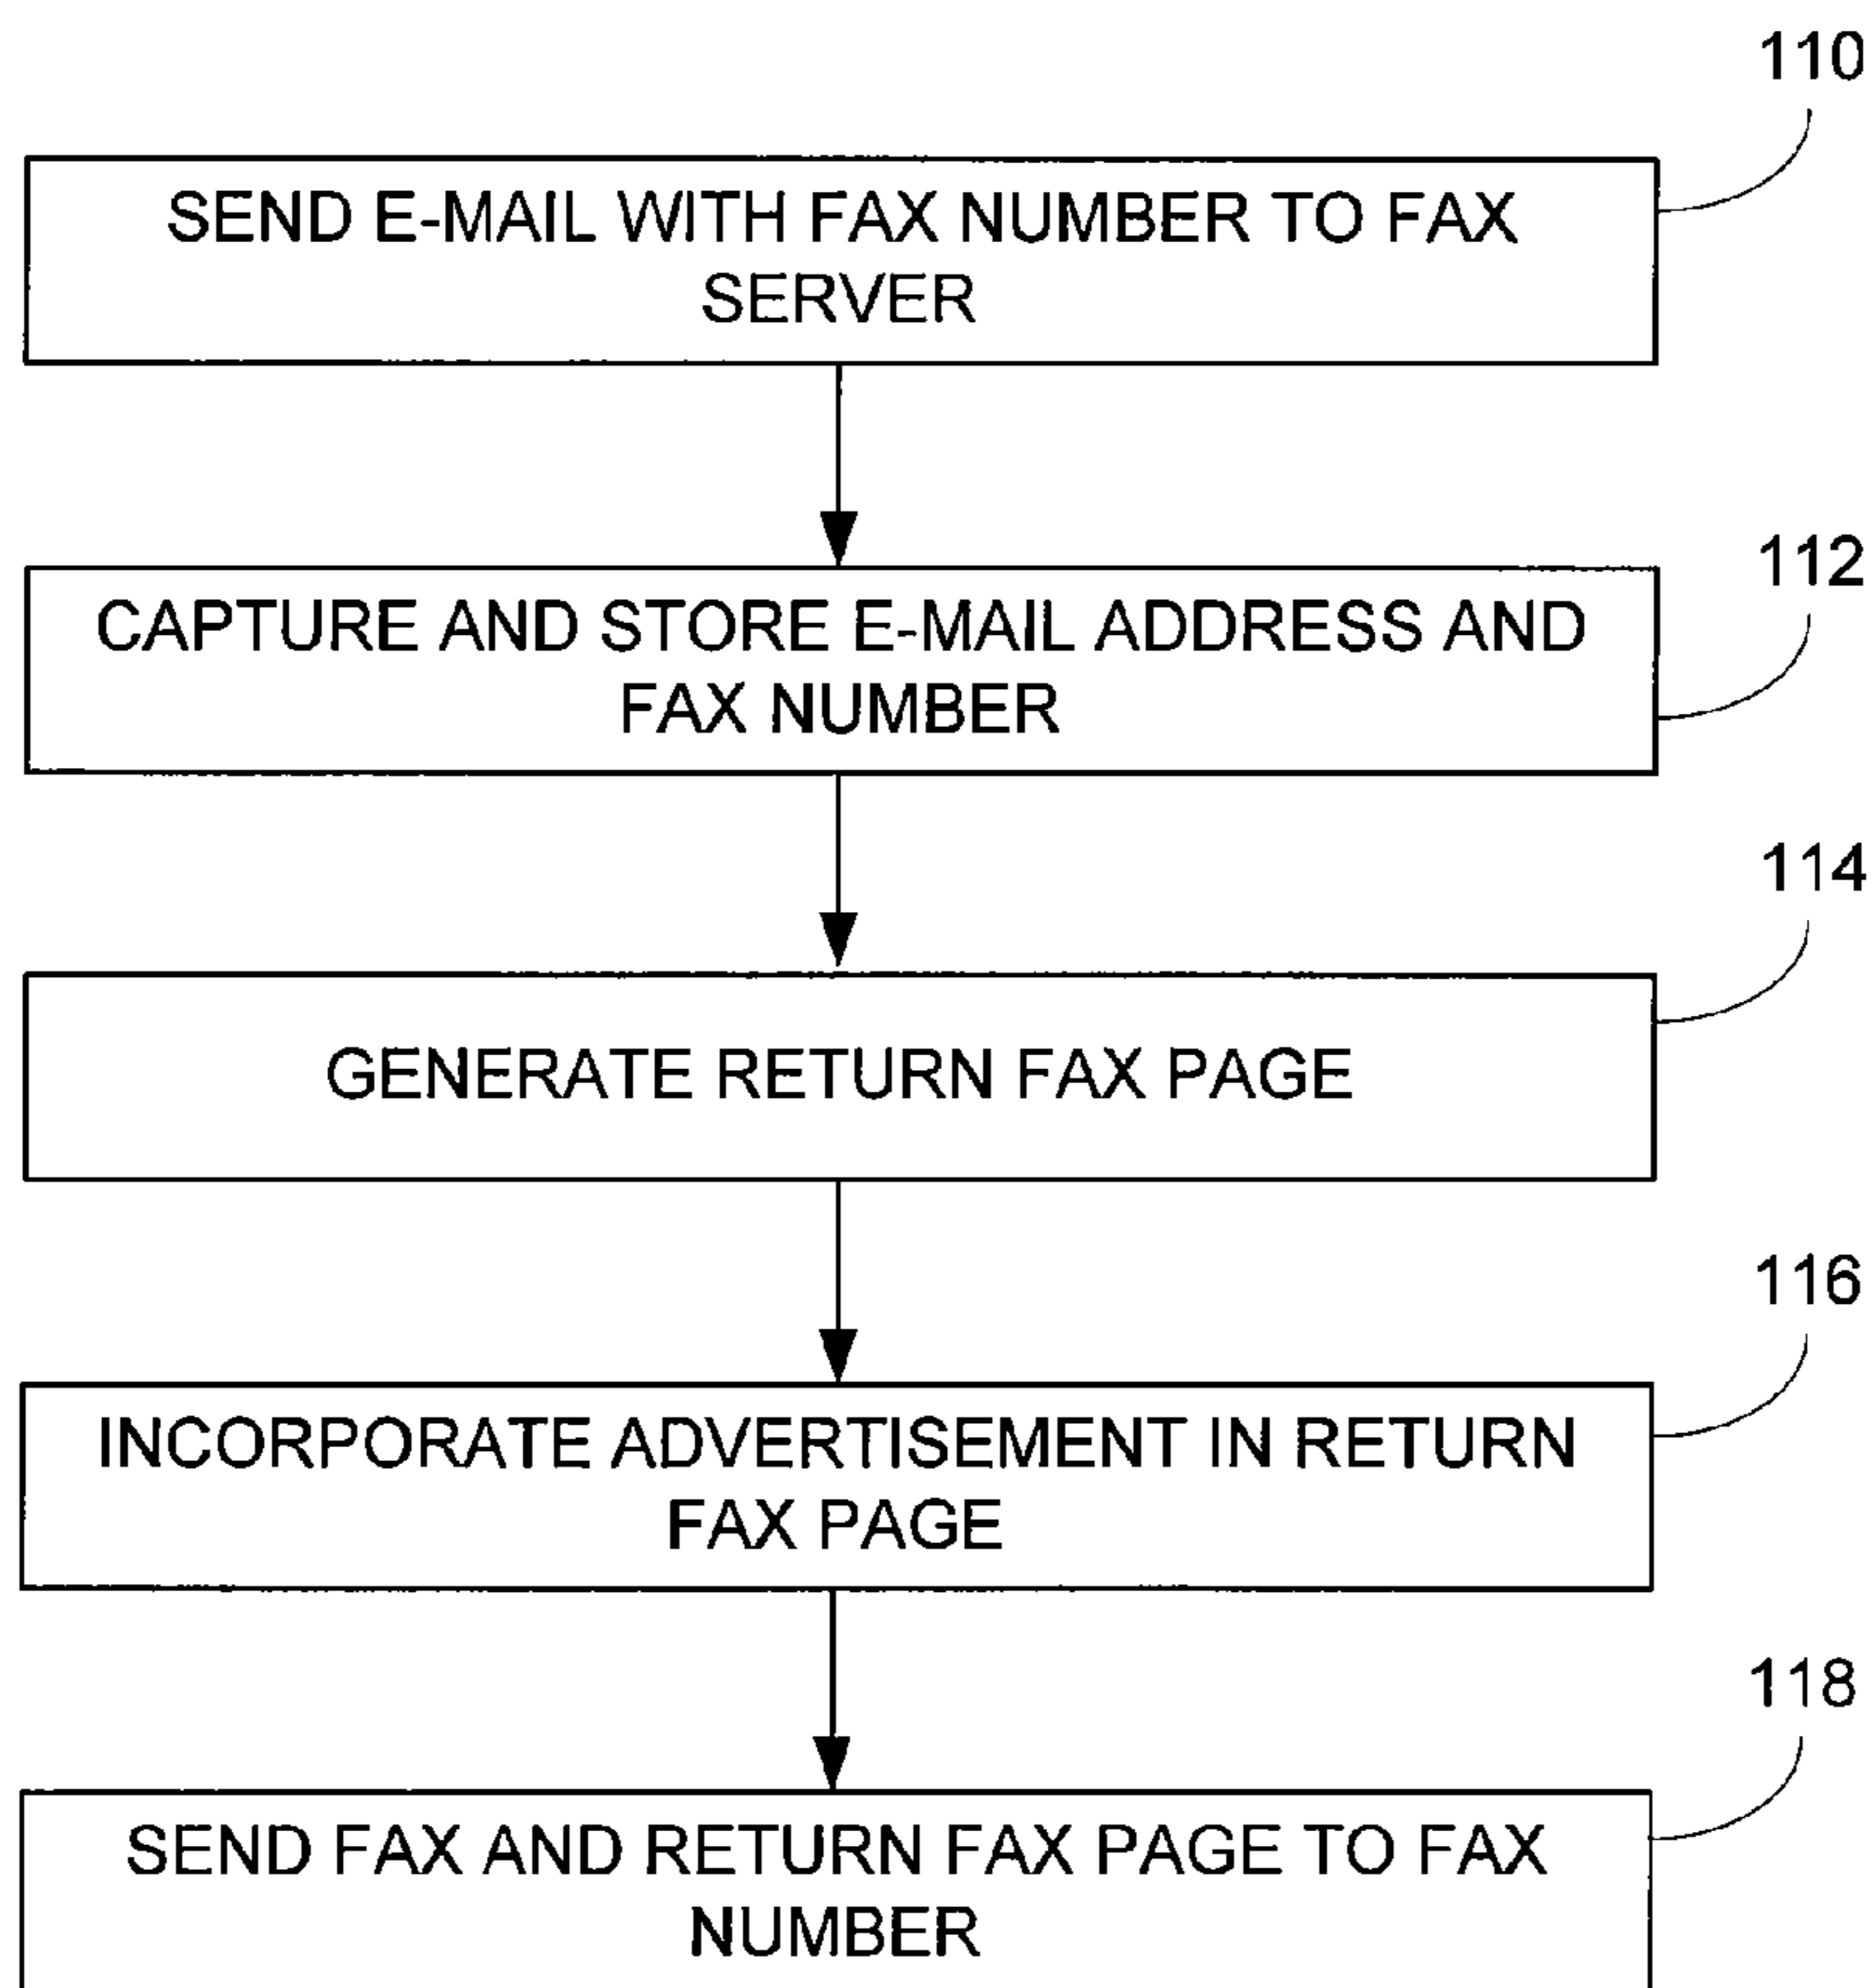 110
SEND E-MAIL WITH FAX NUMBER TO FAX
SERVER
112
CAPTURE AND STORE E-MAIL ADDRESS AND
FAX NUMBER
114
GENERATE RETURN FAX PAGE
116
INCORPORATE ADVERTISEMENT IN RETURN
FAX PAGE
118
SEND FAX AND RETURN FAX PAGE TO FAX
NUMBER